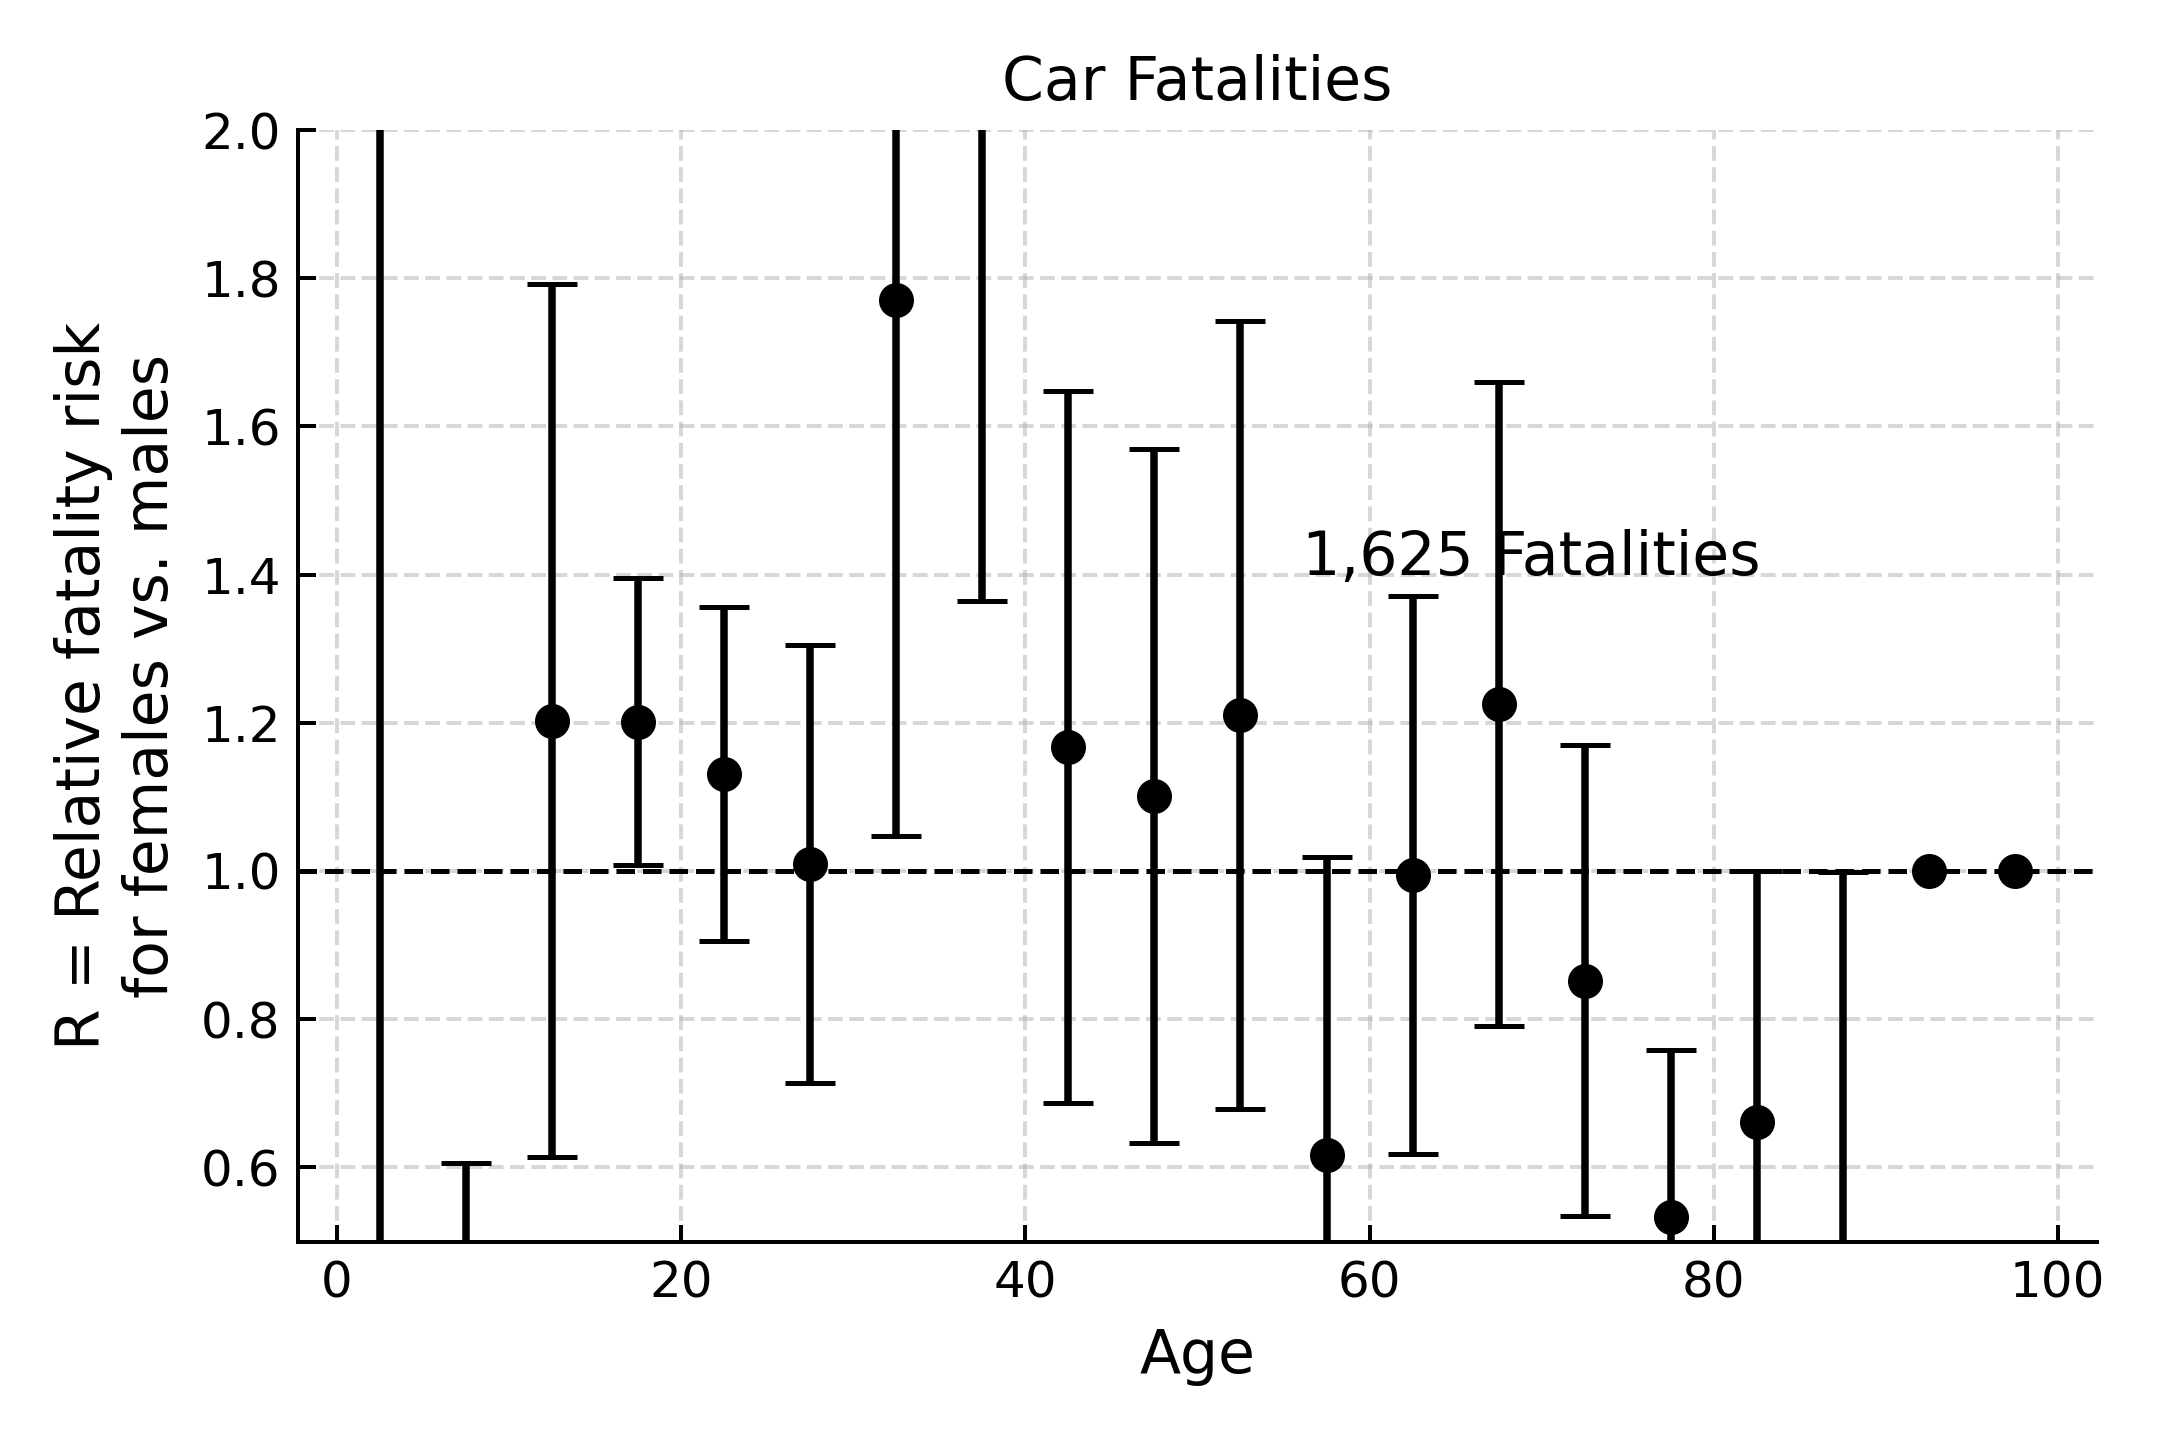 Car Fatalities
R = Relative fatality risk
for females vs. males
2.0
1.8
1.6
1.4
1.2
1.0
0.8
0.6
1,625 Fatalities
0 20 40 60 80 100
Age